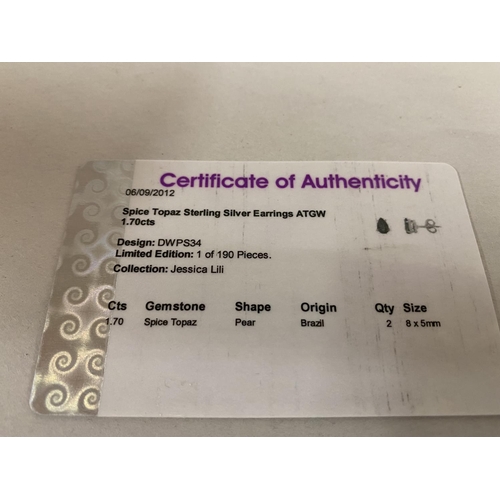 Certificate of Authenticity
06/09/2012
Spice Topaz Sterling Silver Earrings ATGW
1.70cts
Design: DWPS34
Limited Edition: 1 of 190 Pieces.
Collection: Jessica Lili
Cts Gemstone Shape Origin Qty Size
1.70 Spice Topaz Pear Brazil 2 8 x 5mm